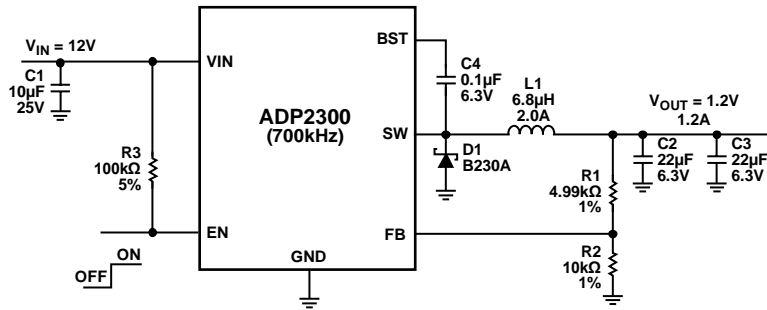 V_IN = 12V
C1
10µF
25V
R3
100kΩ
5%
OFF
ON
VIN
EN
ADP2300
(700kHz)
GND
BST
SW
FB
C4
0.1µF
6.3V
L1
6.8µH
2.0A
D1
B230A
V_OUT = 1.2V
1.2A
C2
22µF
6.3V
C3
22µF
6.3V
R1
4.99kΩ
1%
R2
10kΩ
1%